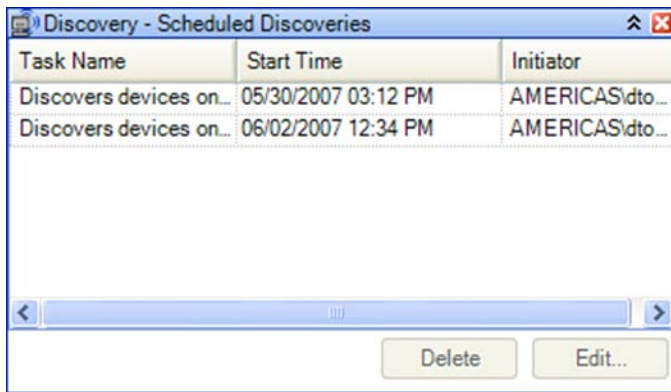 Discovery - Scheduled Discoveries
Task Name Start Time Initiator
Discovers devices on... 05/30/2007 03:12 PM AMERICAS\dto...
Discovers devices on... 06/02/2007 12:34 PM AMERICAS\dto...
Delete Edit...